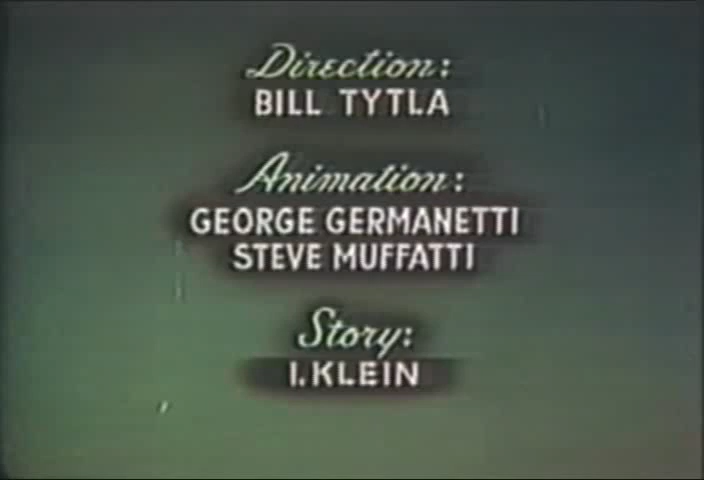 Direction:
BILL TYTLA
Animation:
GEORGE GERMANETTI
STEVE MUFFATTI
Story:
I. KLEIN